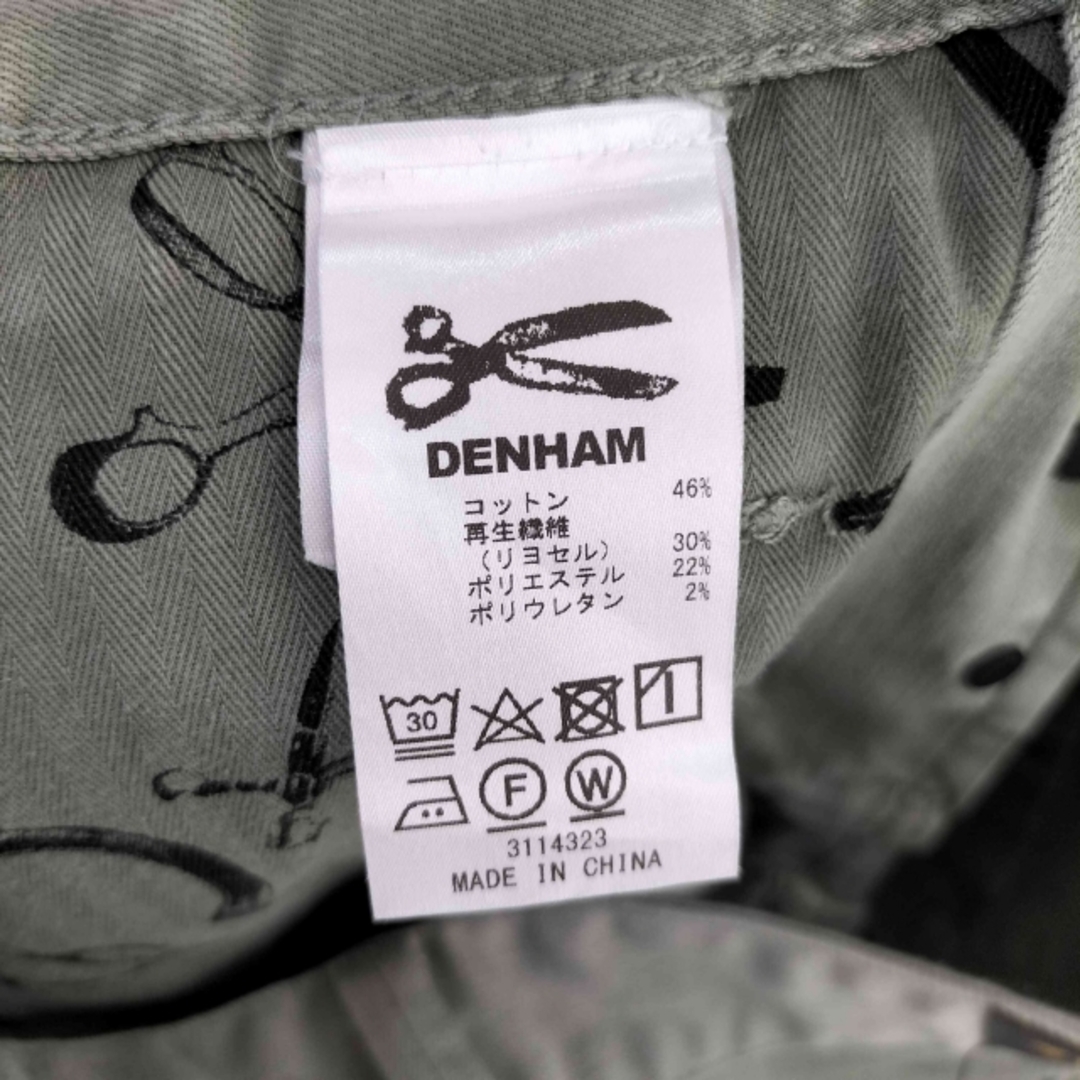 DENHAM
コットン 46%
再生繊維
（リヨセル） 30%
ポリエステル 22%
ポリウレタン 2%
30
F W
3114323
MADE IN CHINA